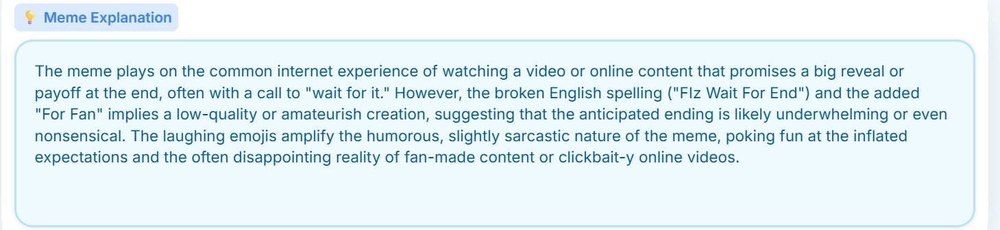 💡 Meme Explanation
The meme plays on the common internet experience of watching a video or online content that promises a big reveal or
payoff at the end, often with a call to "wait for it." However, the broken English spelling ("Flz Wait For End") and the added
"For Fan" implies a low-quality or amateurish creation, suggesting that the anticipated ending is likely underwhelming or even
nonsensical. The laughing emojis amplify the humorous, slightly sarcastic nature of the meme, poking fun at the inflated
expectations and the often disappointing reality of fan-made content or clickbait-y online videos.